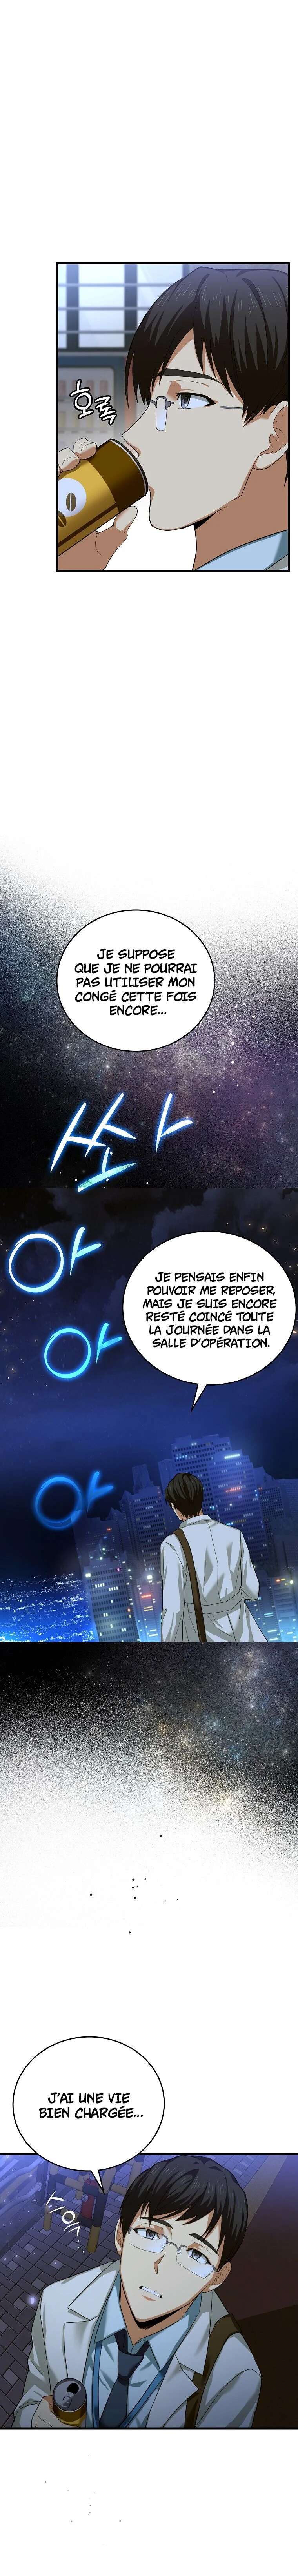 호록
JE SUPPOSE
QUE JE NE POURRAI
PAS UTILISER MON
CONGÉ CETTE FOIS
ENCORE...
쏴
아
아
아
JE PENSAIS ENFIN
POUVOIR ME REPOSER,
MAIS JE SUIS ENCORE
RESTÉ COINCÉ TOUTE
LA JOURNÉE DANS LA
SALLE D'OPÉRATION.
J'AI UNE VIE
BIEN CHARGÉE...